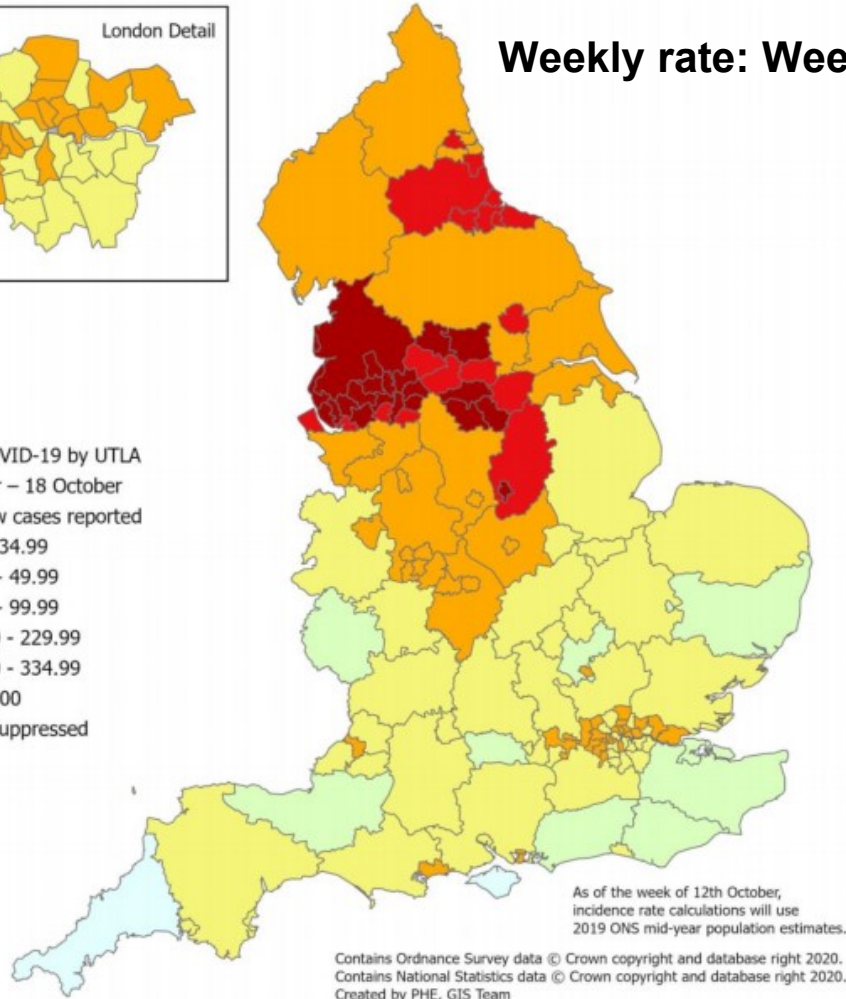 London Detail
Weekly rate: Wee
VID-19 by UTLA
– 18 October
cases reported
34.99
- 49.99
- 99.99
- 229.99
- 334.99
00
uppressed
As of the week of 12th October,
incidence rate calculations will use
2019 ONS mid-year population estimates.
Contains Ordnance Survey data © Crown copyright and database right 2020.
Contains National Statistics data © Crown copyright and database right 2020.
Created by PHE, GIS Team